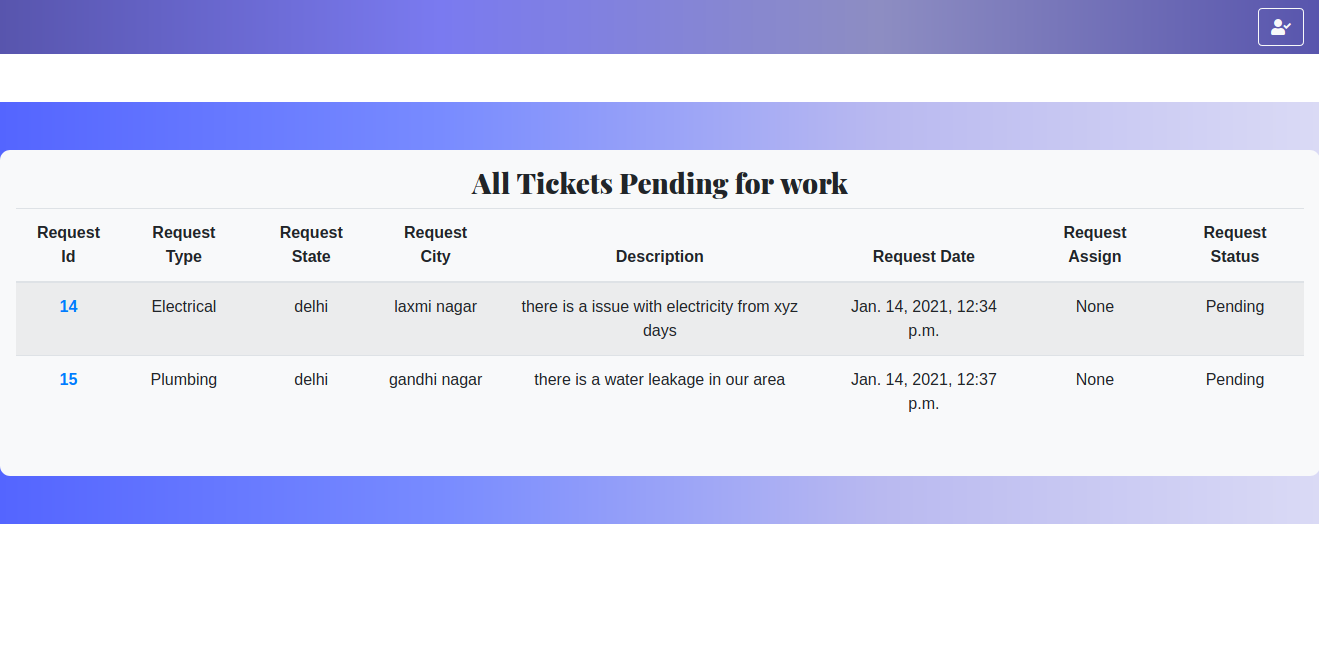 All Tickets Pending for work
Request Id Request Type Request State Request City Description Request Date Request Assign Request Status
14 Electrical delhi laxmi nagar there is a issue with electricity from xyz days Jan. 14, 2021, 12:34 p.m. None Pending
15 Plumbing delhi gandhi nagar there is a water leakage in our area Jan. 14, 2021, 12:37 p.m. None Pending